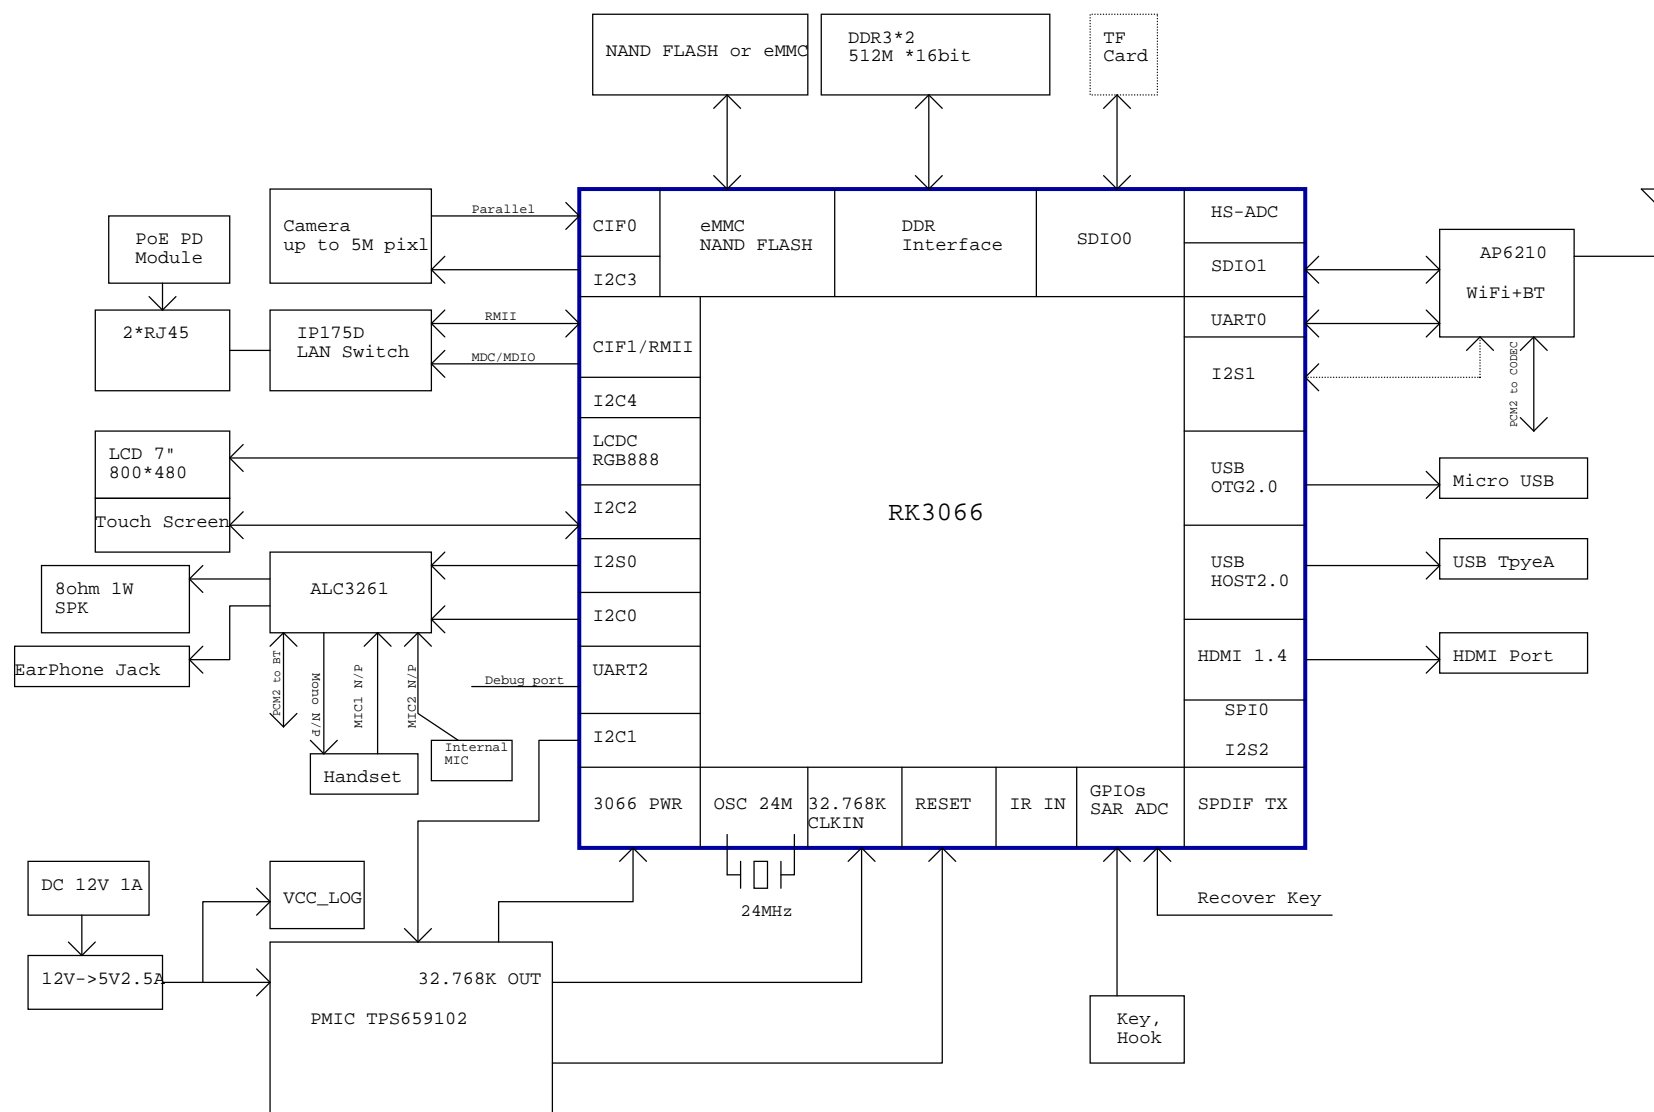 NAND FLASH or eMMC
DDR3*2
512M *16bit
TF
Card
Camera
up to 5M pixl
Parallel
CIF0
I2C3
eMMC
NAND FLASH
DDR
Interface
SDIO0
HS-ADC
SDIO1
AP6210
WiFi+BT
PoE PD
Module
2*RJ45
IP175D
LAN Switch
RMII
MDC/MDIO
CIF1/RMII
UART0
I2S1
PCM2 to CODEC
I2C4
LCD 7"
800*480
LCDC
RGB888
Touch Screen
I2C2
RK3066
USB
OTG2.0
Micro USB
8ohm 1W
SPK
ALC3261
I2S0
I2C0
USB
HOST2.0
USB TpyeA
EarPhone Jack
PCM2 to BT
Mono N/P
MIC1 N/P
MIC2 N/P
Debug port
UART2
HDMI 1.4
HDMI Port
SPI0
I2S2
Handset
Internal
MIC
I2C1
3066 PWR
OSC 24M
32.768K
CLKIN
RESET
IR IN
GPIOs
SAR ADC
SPDIF TX
DC 12V 1A
VCC_LOG
24MHz
Recover Key
12V->5V2.5A
32.768K OUT
PMIC TPS659102
Key,
Hook